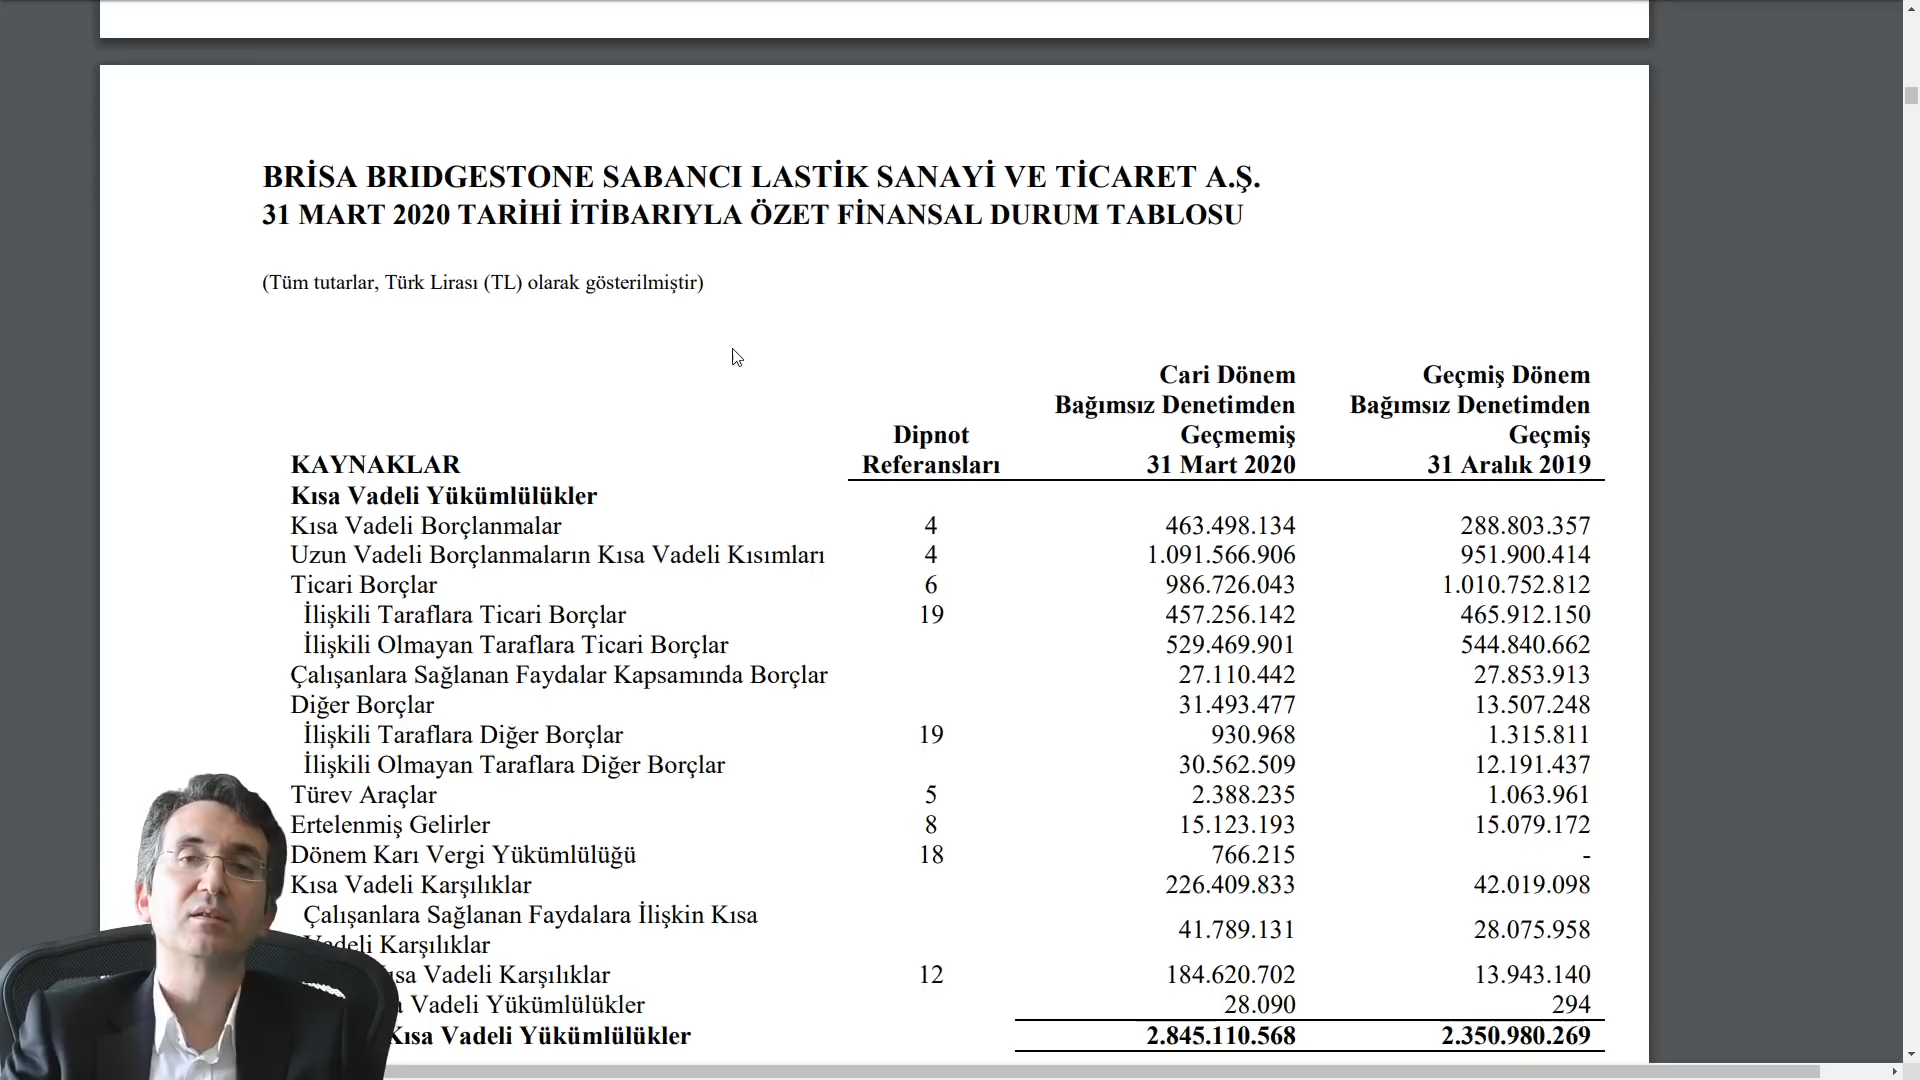 BRİSA BRIDGESTONE SABANCI LASTİK SANAYİ VE TİCARET A.Ş.
31 MART 2020 TARİHİ İTİBARIYLA ÖZET FİNANSAL DURUM TABLOSU
(Tüm tutarlar, Türk Lirası (TL) olarak gösterilmiştir)
Cari Dönem Geçmiş Dönem
Bağımsız Denetimden Bağımsız Denetimden
Dipnot Geçmemiş Geçmiş
KAYNAKLAR Referansları 31 Mart 2020 31 Aralık 2019
Kısa Vadeli Yükümlülükler
Kısa Vadeli Borçlanmalar 4 463.498.134 288.803.357
Uzun Vadeli Borçlanmaların Kısa Vadeli Kısımları 4 1.091.566.906 951.900.414
Ticari Borçlar 6 986.726.043 1.010.752.812
İlişkili Taraflara Ticari Borçlar 19 457.256.142 465.912.150
İlişkili Olmayan Taraflara Ticari Borçlar 529.469.901 544.840.662
Çalışanlara Sağlanan Faydalar Kapsamında Borçlar 27.110.442 27.853.913
Diğer Borçlar 31.493.477 13.507.248
İlişkili Taraflara Diğer Borçlar 19 930.968 1.315.811
İlişkili Olmayan Taraflara Diğer Borçlar 30.562.509 12.191.437
Türev Araçlar 5 2.388.235 1.063.961
Ertelenmiş Gelirler 8 15.123.193 15.079.172
Dönem Karı Vergi Yükümlülüğü 18 766.215 -
Kısa Vadeli Karşılıklar 226.409.833 42.019.098
Çalışanlara Sağlanan Faydalara İlişkin Kısa
Vadeli Karşılıklar 41.789.131 28.075.958
Vadeli Karşılıklar 12 184.620.702 13.943.140
Vadeli Yükümlülükler 28.090 294
Kısa Vadeli Yükümlülükler 2.845.110.568 2.350.980.269